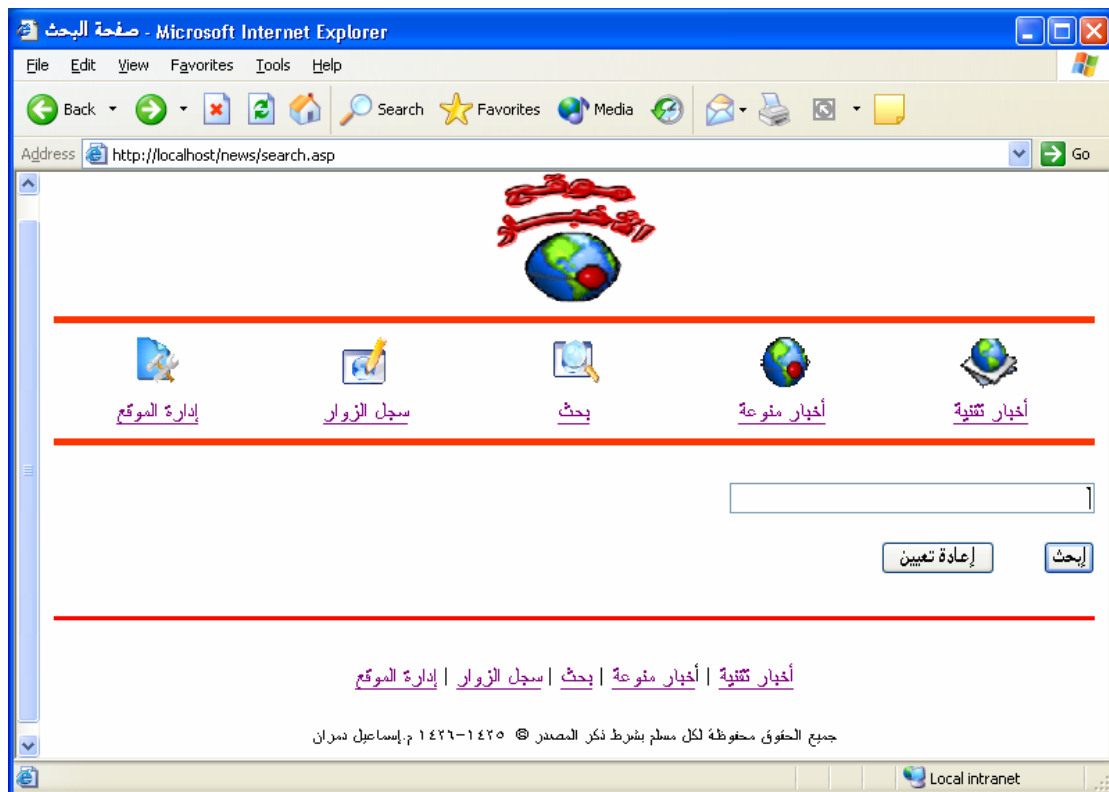 صفحة البحث - Microsoft Internet Explorer
File Edit View Favorites Tools Help
Back Search Favorites Media
Address http://localhost/news/search.asp Go
موقع
الأخبار
أخبار تقنية أخبار منوعة بحث سجل الزوار إدارة الموقع
إبحث إعادة تعيين
أخبار تقنية | أخبار منوعة | بحث | سجل الزوار | إدارة الموقع
جميع الحقوق محفوظة لكل مسلم بشرط ذكر المصدر © ١٤٢٥-١٤٢٦ م.إسماعيل دمران
Local intranet